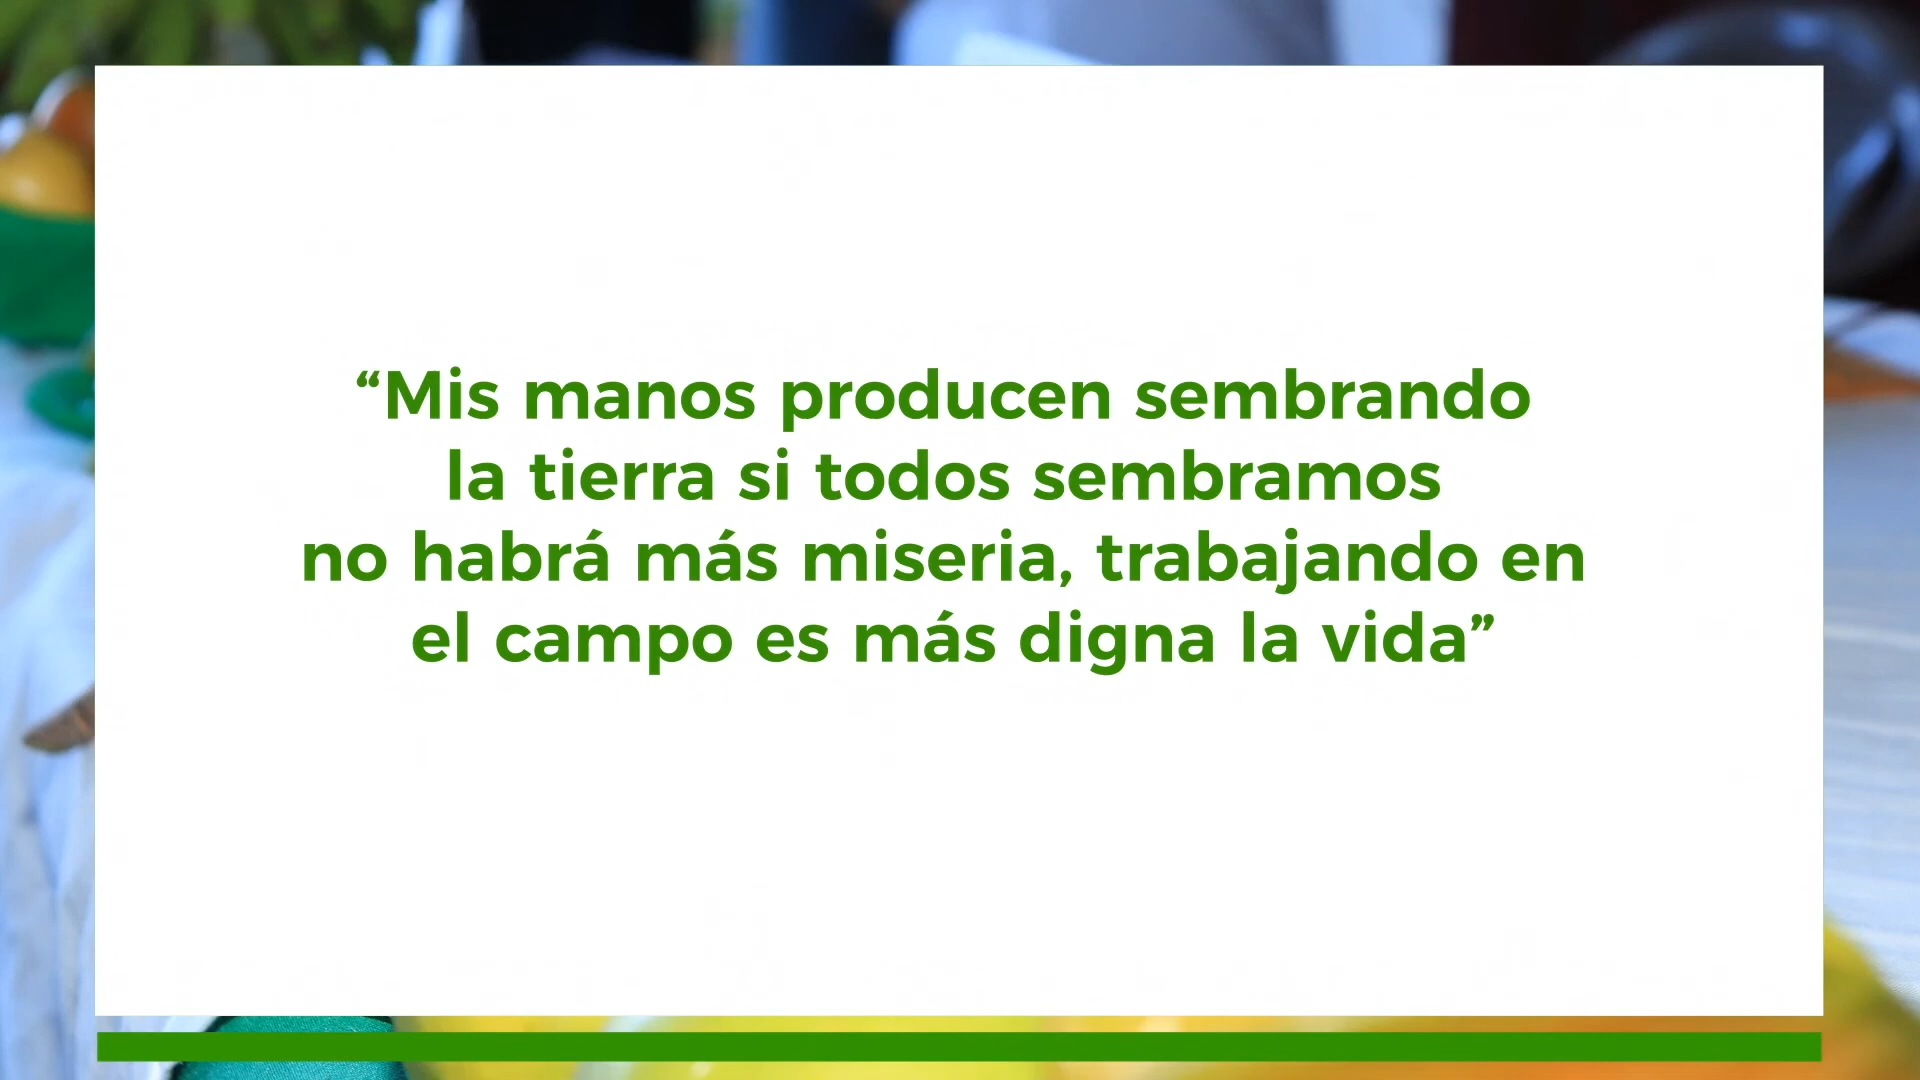 “Mis manos producen sembrando
la tierra si todos sembramos
no habrá más miseria, trabajando en
el campo es más digna la vida”